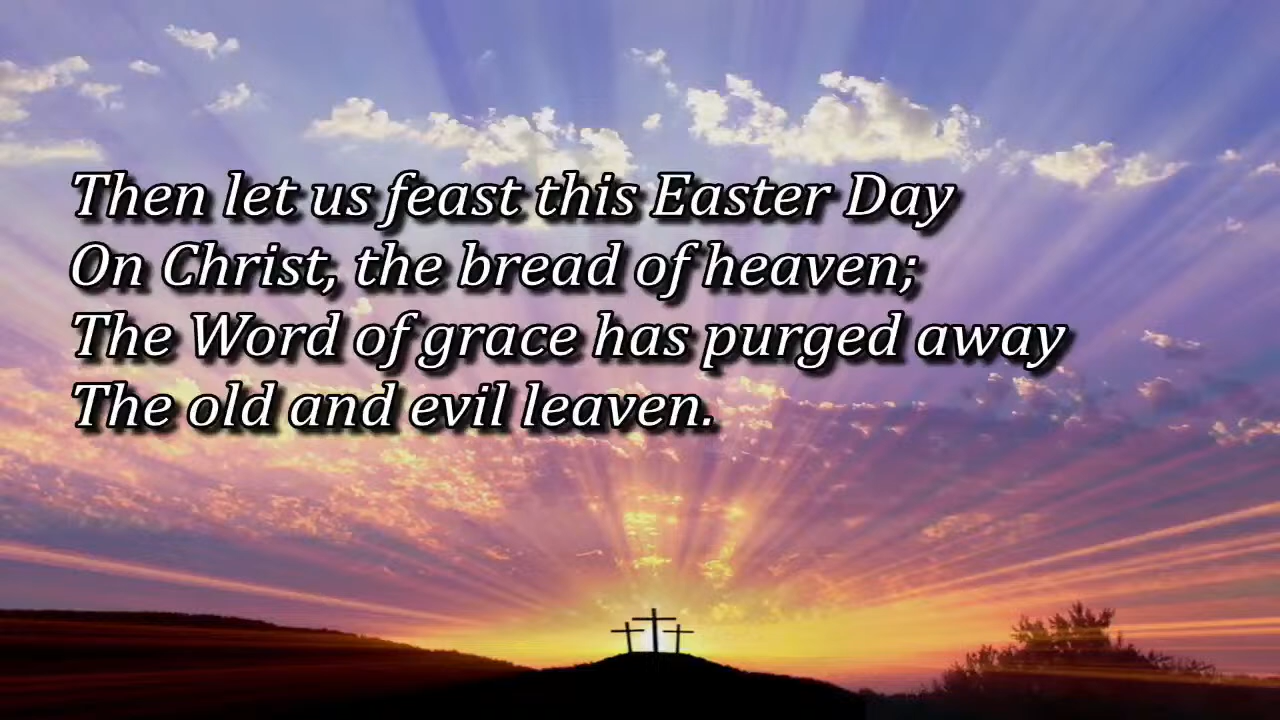 Then let us feast this Easter Day
On Christ, the bread of heaven;
The Word of grace has purged away
The old and evil leaven.